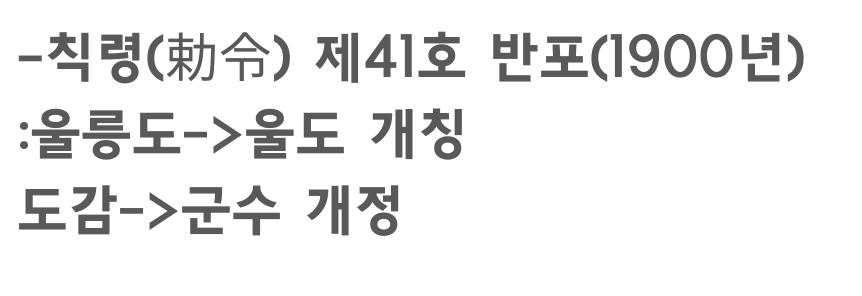 -칙령(勅令) 제41호 반포(1900년)
:울릉도->울도 개칭
도감->군수 개정